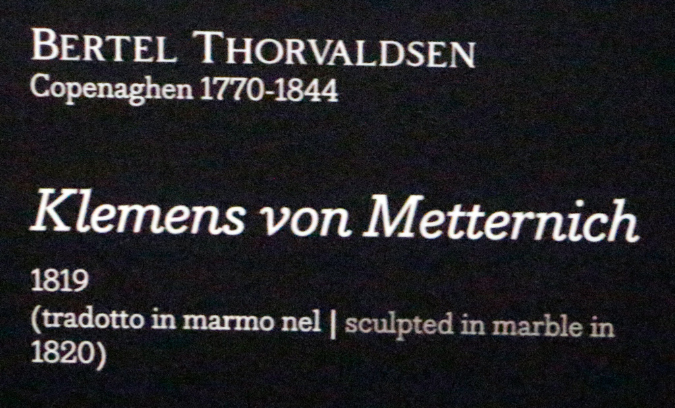 BERTEL THORVALDSEN
Copenaghen 1770-1844
Klemens von Metternich
1819
(tradotto in marmo nel | sculpted in marble in
1820)